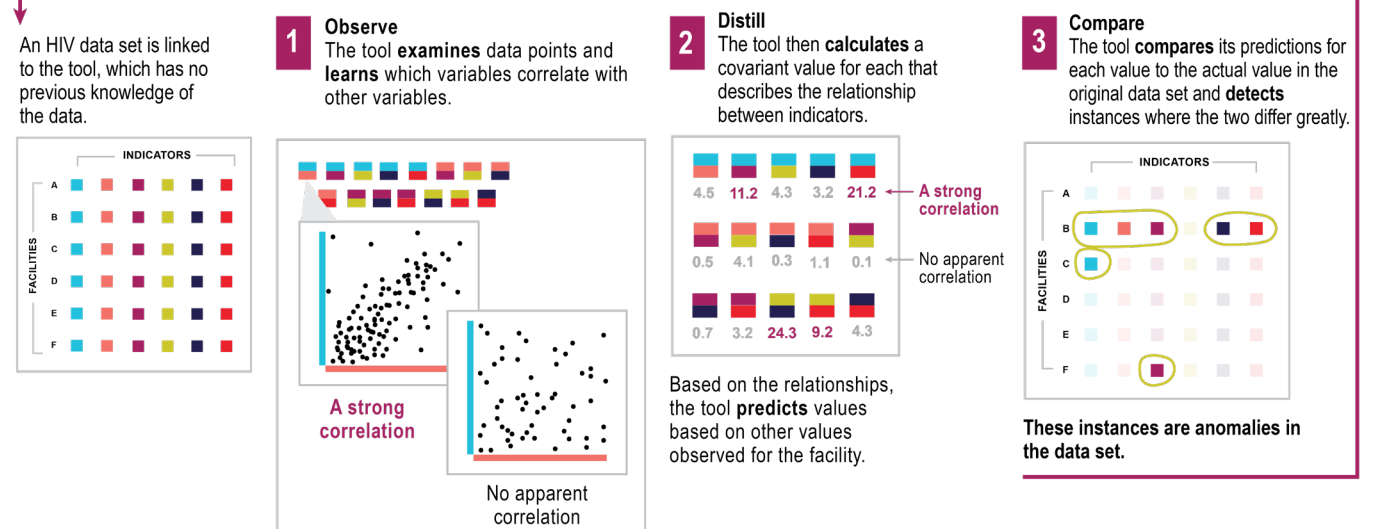 An HIV data set is linked
to the tool, which has no
previous knowledge of
the data.
INDICATORS
FACILITIES
A
B
C
D
E
F
1
Observe
The tool examines data points and
learns which variables correlate with
other variables.
A strong
correlation
No apparent
correlation
2
Distill
The tool then calculates a
covariant value for each that
describes the relationship
between indicators.
4.5 11.2 4.3 3.2 21.2
A strong
correlation
0.5 4.1 0.3 1.1 0.1
No apparent
correlation
0.7 3.2 24.3 9.2 4.3
Based on the relationships,
the tool predicts values
based on other values
observed for the facility.
3
Compare
The tool compares its predictions for
each value to the actual value in the
original data set and detects
instances where the two differ greatly.
INDICATORS
FACILITIES
A
B
C
D
E
F
These instances are anomalies in
the data set.